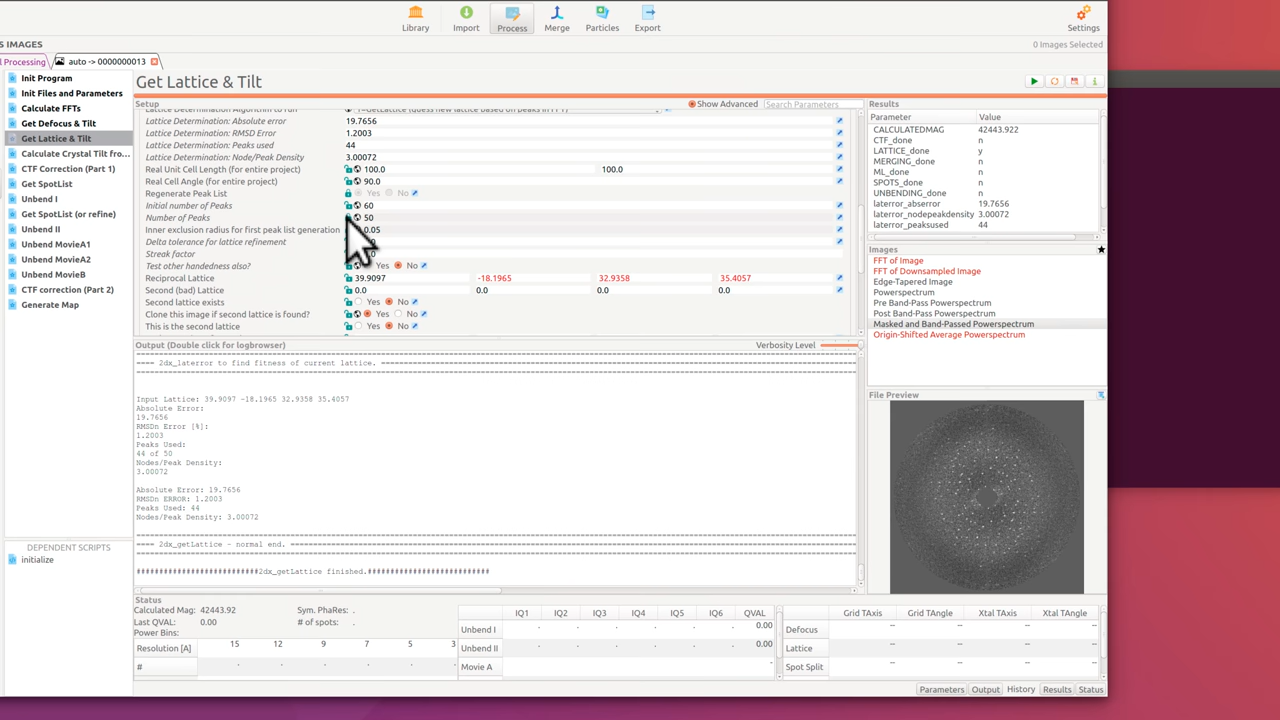 Library Import Process Merge Particles Export Settings
S IMAGES 0 Images Selected
l Processing auto -> 0000000013
Init Program
Init Files and Parameters
Calculate FFTs
Get Defocus & Tilt
Get Lattice & Tilt
Calculate Crystal Tilt fro...
CTF Correction (Part 1)
Get SpotList
Unbend I
Get SpotList (or refine)
Unbend II
Unbend MovieA1
Unbend MovieA2
Unbend MovieB
CTF correction (Part 2)
Generate Map
DEPENDENT SCRIPTS
initialize
Get Lattice & Tilt
Setup Show Advanced Search Parameters
Lattice Determination: Absolute error 19.7656
Lattice Determination: RMSD Error 1.2003
Lattice Determination: Peaks used 44
Lattice Determination: Node/Peak Density 3.00072
Real Unit Cell Length (for entire project) 100.0 100.0
Real Cell Angle (for entire project) 90.0
Regenerate Peak List Yes No
Initial number of Peaks 60
Number of Peaks 50
Inner exclusion radius for first peak list generation 0.05
Delta tolerance for lattice refinement
Streak factor
Test other handedness also? Yes No
Reciprocal Lattice 39.9097 -18.1965 32.9358 35.4057
Second (bad) Lattice 0.0 0.0 0.0 0.0
Second lattice exists Yes No
Clone this image if second lattice is found? Yes No
This is the second lattice Yes No
Output (Double click for logbrowser) Verbosity Level
==== 2dx_laterror to find fitness of current lattice. ====
Input Lattice: 39.9097 -18.1965 32.9358 35.4057
Absolute Error:
19.7656
RMSDn Error [%]:
1.2003
Peaks Used:
44 of 50
Nodes/Peak Density:
3.00072
Absolute Error: 19.7656
RMSDn ERROR: 1.2003
Peaks Used: 44
Node/Peak Density: 3.00072
==== 2dx_getLattice - normal end. ====
##########################2dx_getLattice finished.##########################
Status
Calculated Mag: 42443.92 Sym. PhaRes: .
Last QVAL: 0.00 # of spots: .
Power Bins:
Resolution [A] 15 12 9 7 5 3
# . . . . . .
IQ1 IQ2 IQ3 IQ4 IQ5 IQ6 QVAL
Unbend I . . . . . . 0.00
Unbend II . . . . . . 0.00
Movie A .
Grid TAxis Grid TAngle Xtal TAxis Xtal TAngle
Defocus -- -- -- --
Lattice -- -- -- --
Spot Split -- -- -- --
Results
Parameter Value
CALCULATEDMAG 42443.922
CTF_done n
LATTICE_done y
MERGING_done n
ML_done n
SPOTS_done n
UNBENDING_done n
laterror_abserror 19.7656
laterror_nodepeakdensity 3.00072
laterror_peaksused 44
Images
FFT of Image
FFT of Downsampled Image
Edge-Tapered Image
Powerspectrum
Pre Band-Pass Powerspectrum
Post Band-Pass Powerspectrum
Masked and Band-Passed Powerspectrum
Origin-Shifted Average Powerspectrum
File Preview
Parameters Output History Results Status